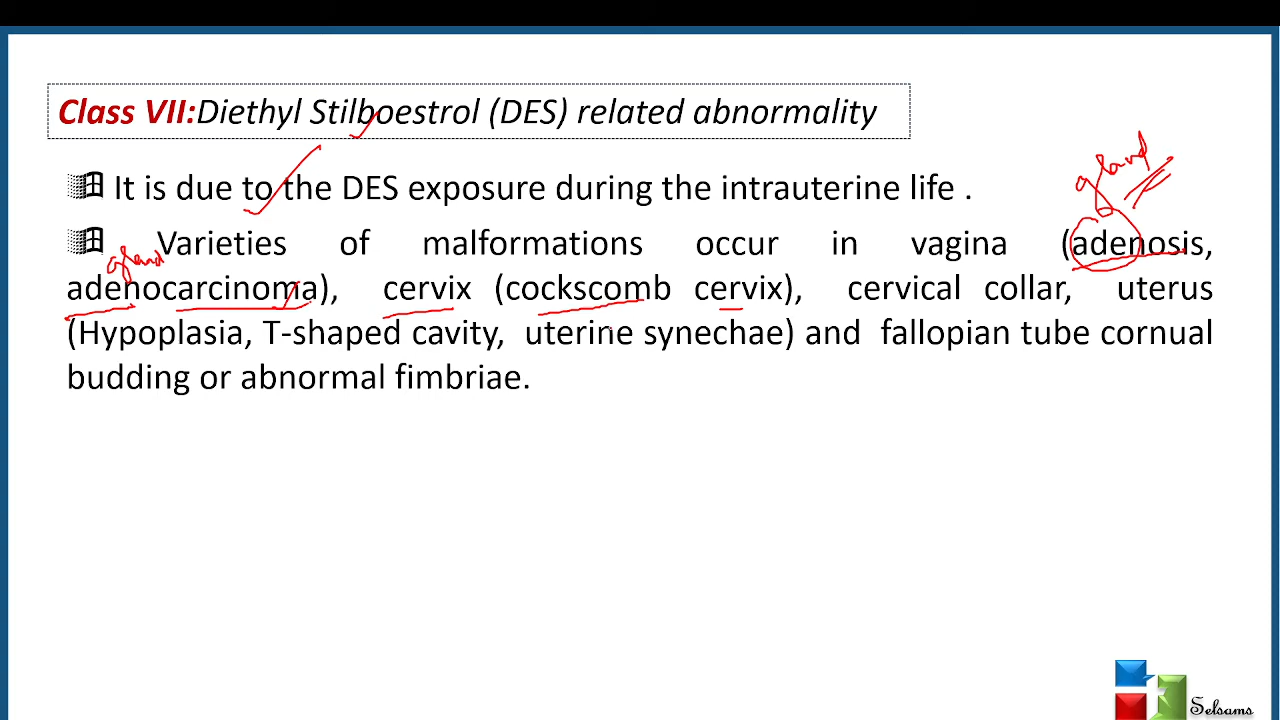 Class VII:Diethyl Stilboestrol (DES) related abnormality
gland
It is due to the DES exposure during the intrauterine life .
Varieties of malformations occur in vagina (adenosis,
gland
adenocarcinoma), cervix (cockscomb cervix), cervical collar, uterus
(Hypoplasia, T-shaped cavity, uterine synechae) and fallopian tube cornual
budding or abnormal fimbriae.
Selsams